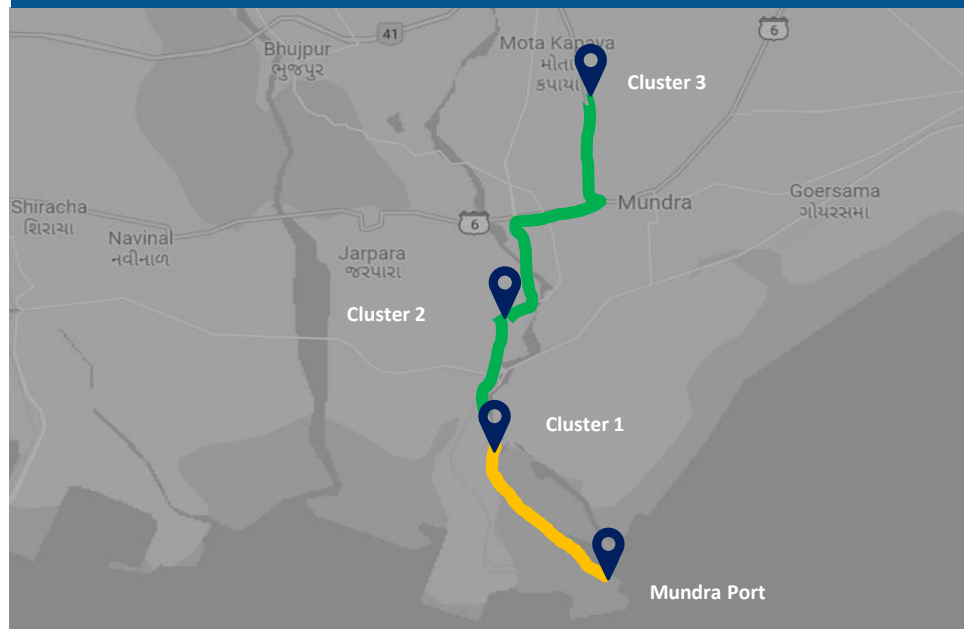 41
6
Mota Kapaya
મોતા
કપાયા
Bhujpur
ભુજપુર
Cluster 3
Goersama
ગોયરસમા
Mundra
Shiracha
શિરાચા
Navinal
નવીનાળ
6
Jarpara
જરપારા
Cluster 2
Cluster 1
Mundra Port